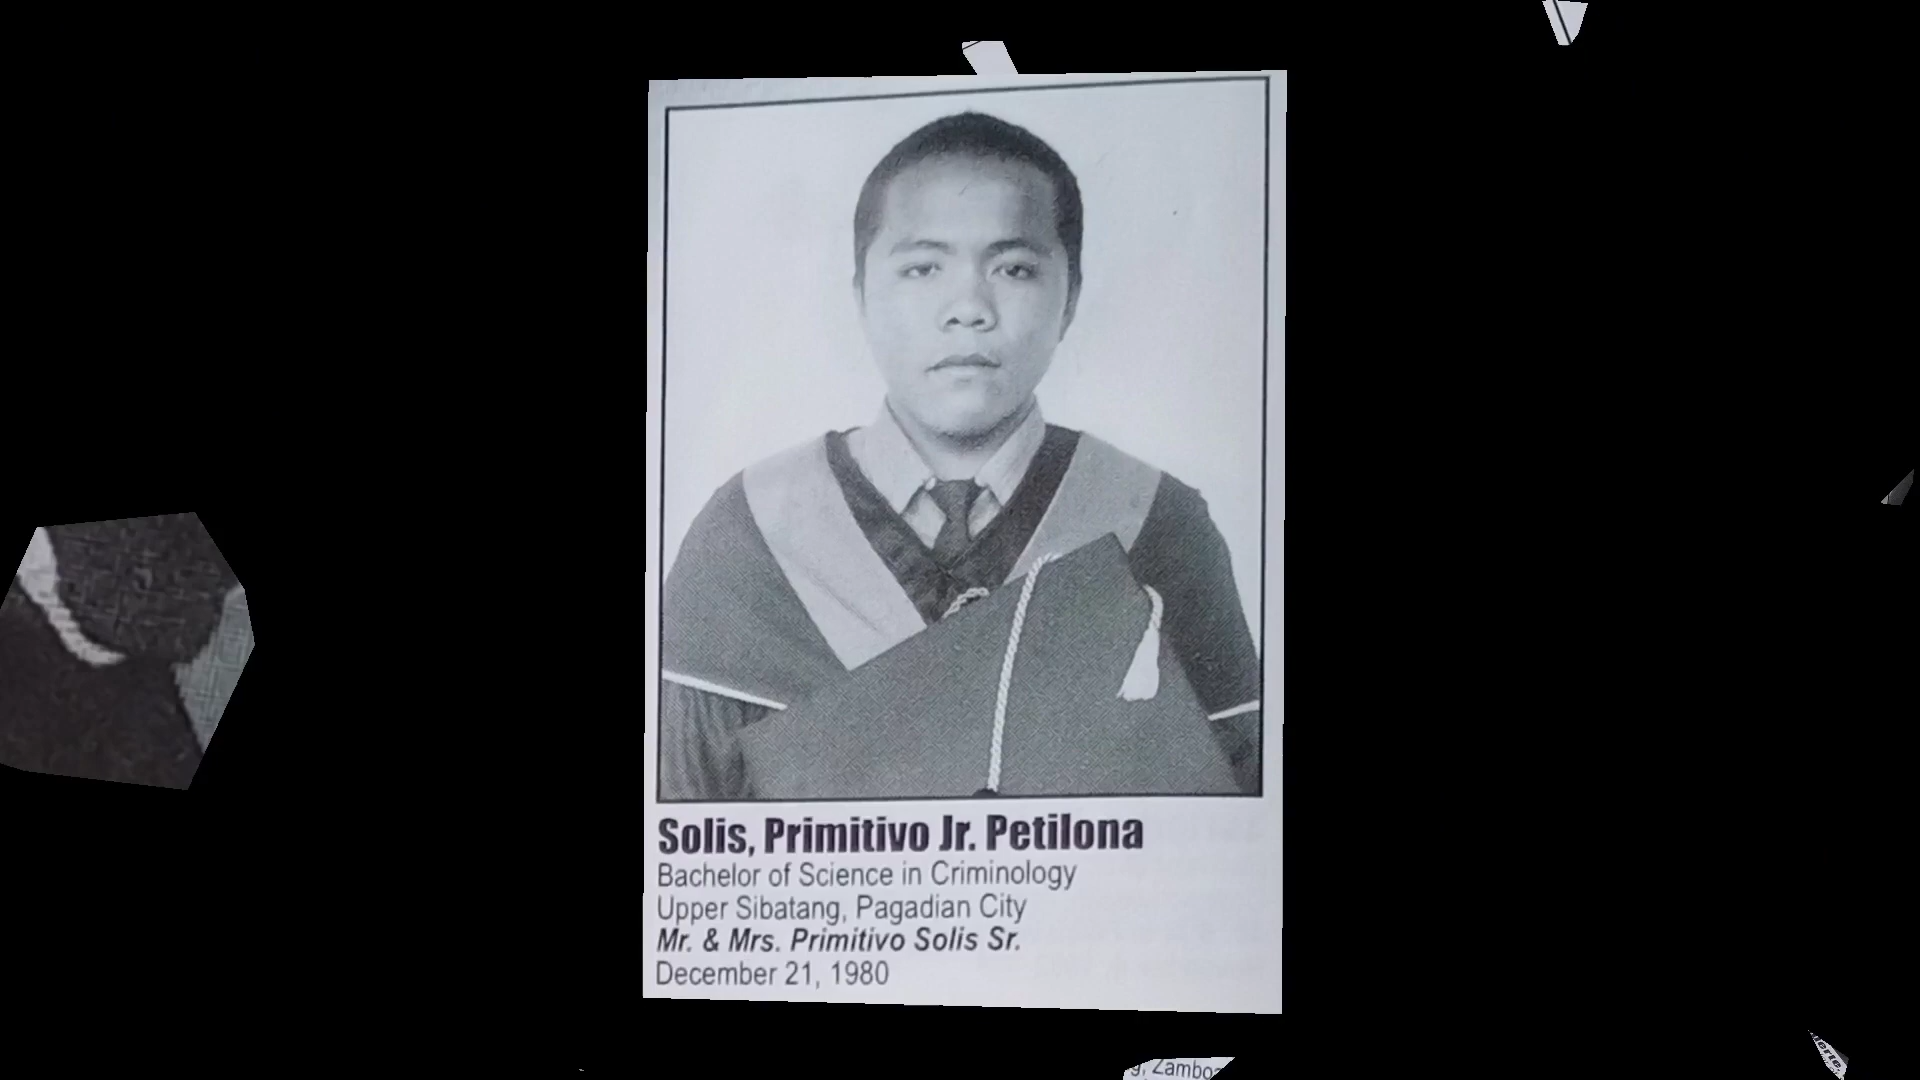 Solis, Primitivo Jr. Petilona
Bachelor of Science in Criminology
Upper Sibatang, Pagadian City
Mr. & Mrs. Primitivo Solis Sr.
December 21, 1980